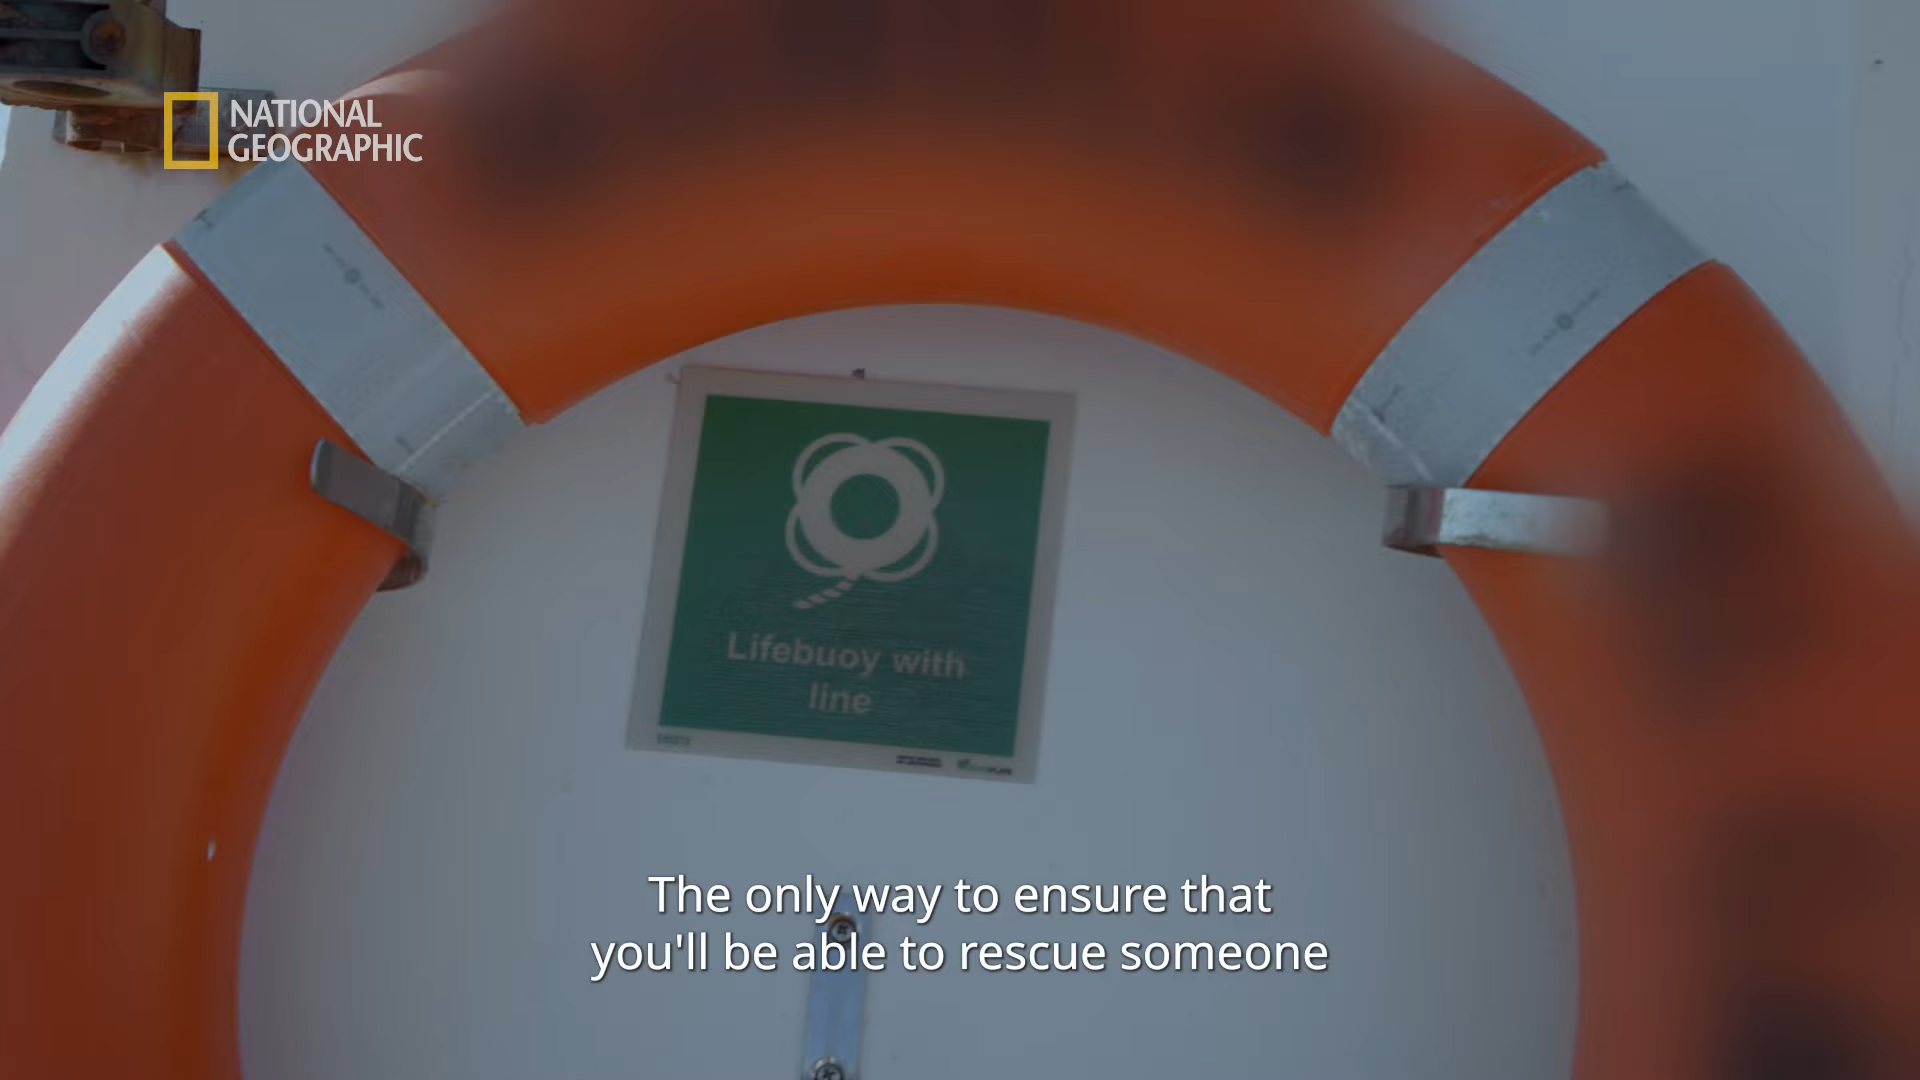 NATIONAL
GEOGRAPHIC
Lifebuoy with
line
The only way to ensure that
you'll be able to rescue someone